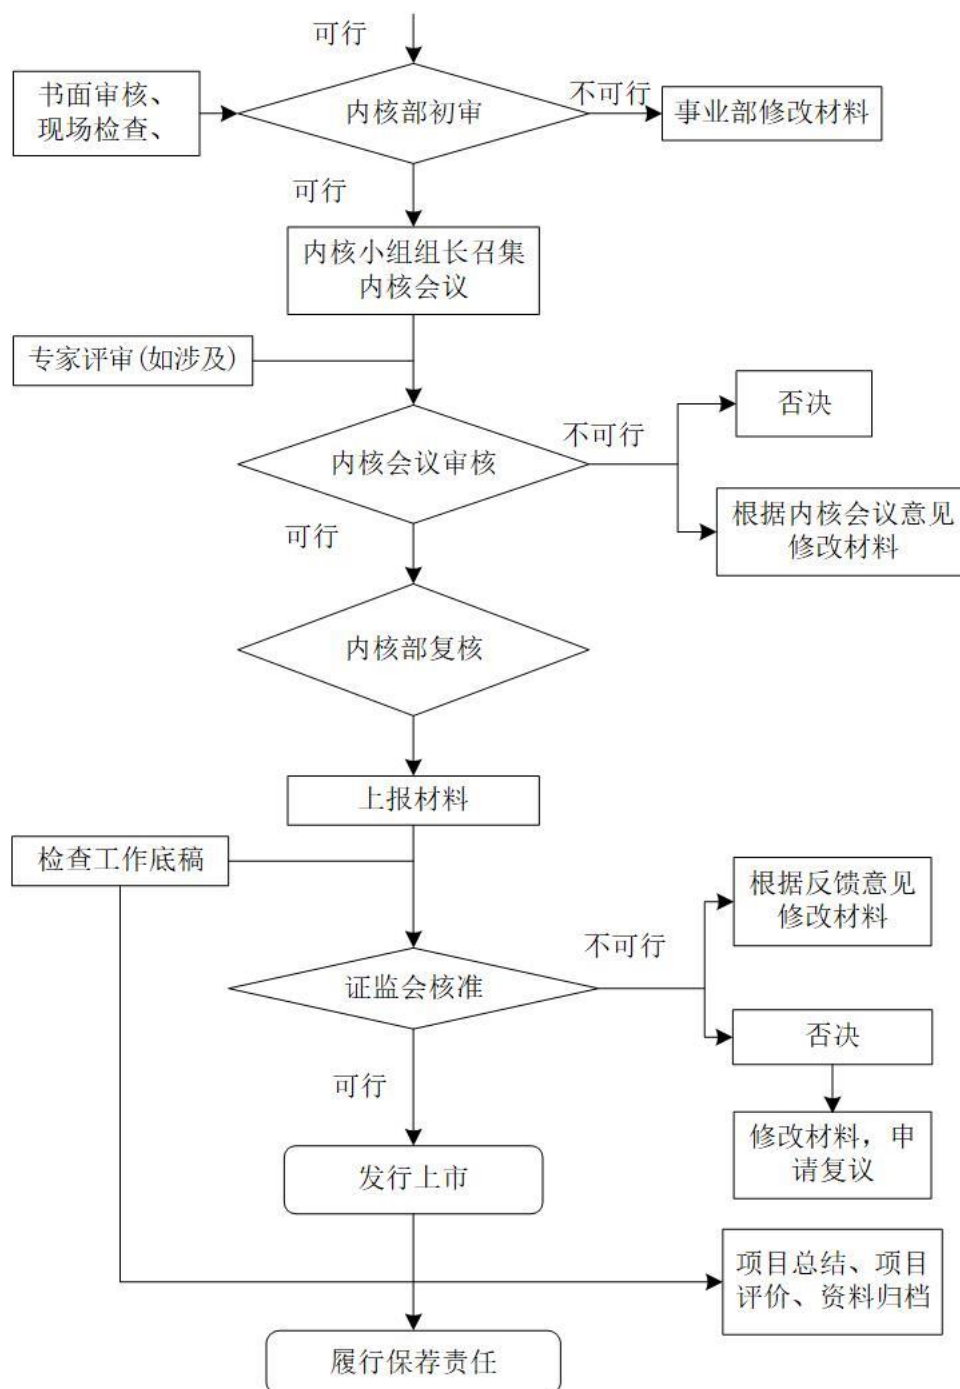 可行
书面审核、
现场检查、
内核部初审
不可行
事业部修改材料
可行
内核小组组长召集
内核会议
专家评审(如涉及)
否决
不可行
内核会议审核
根据内核会议意见
修改材料
可行
内核部复核
上报材料
检查工作底稿
根据反馈意见
修改材料
不可行
证监会核准
否决
可行
修改材料，申
请复议
发行上市
项目总结、项目
评价、资料归档
履行保荐责任